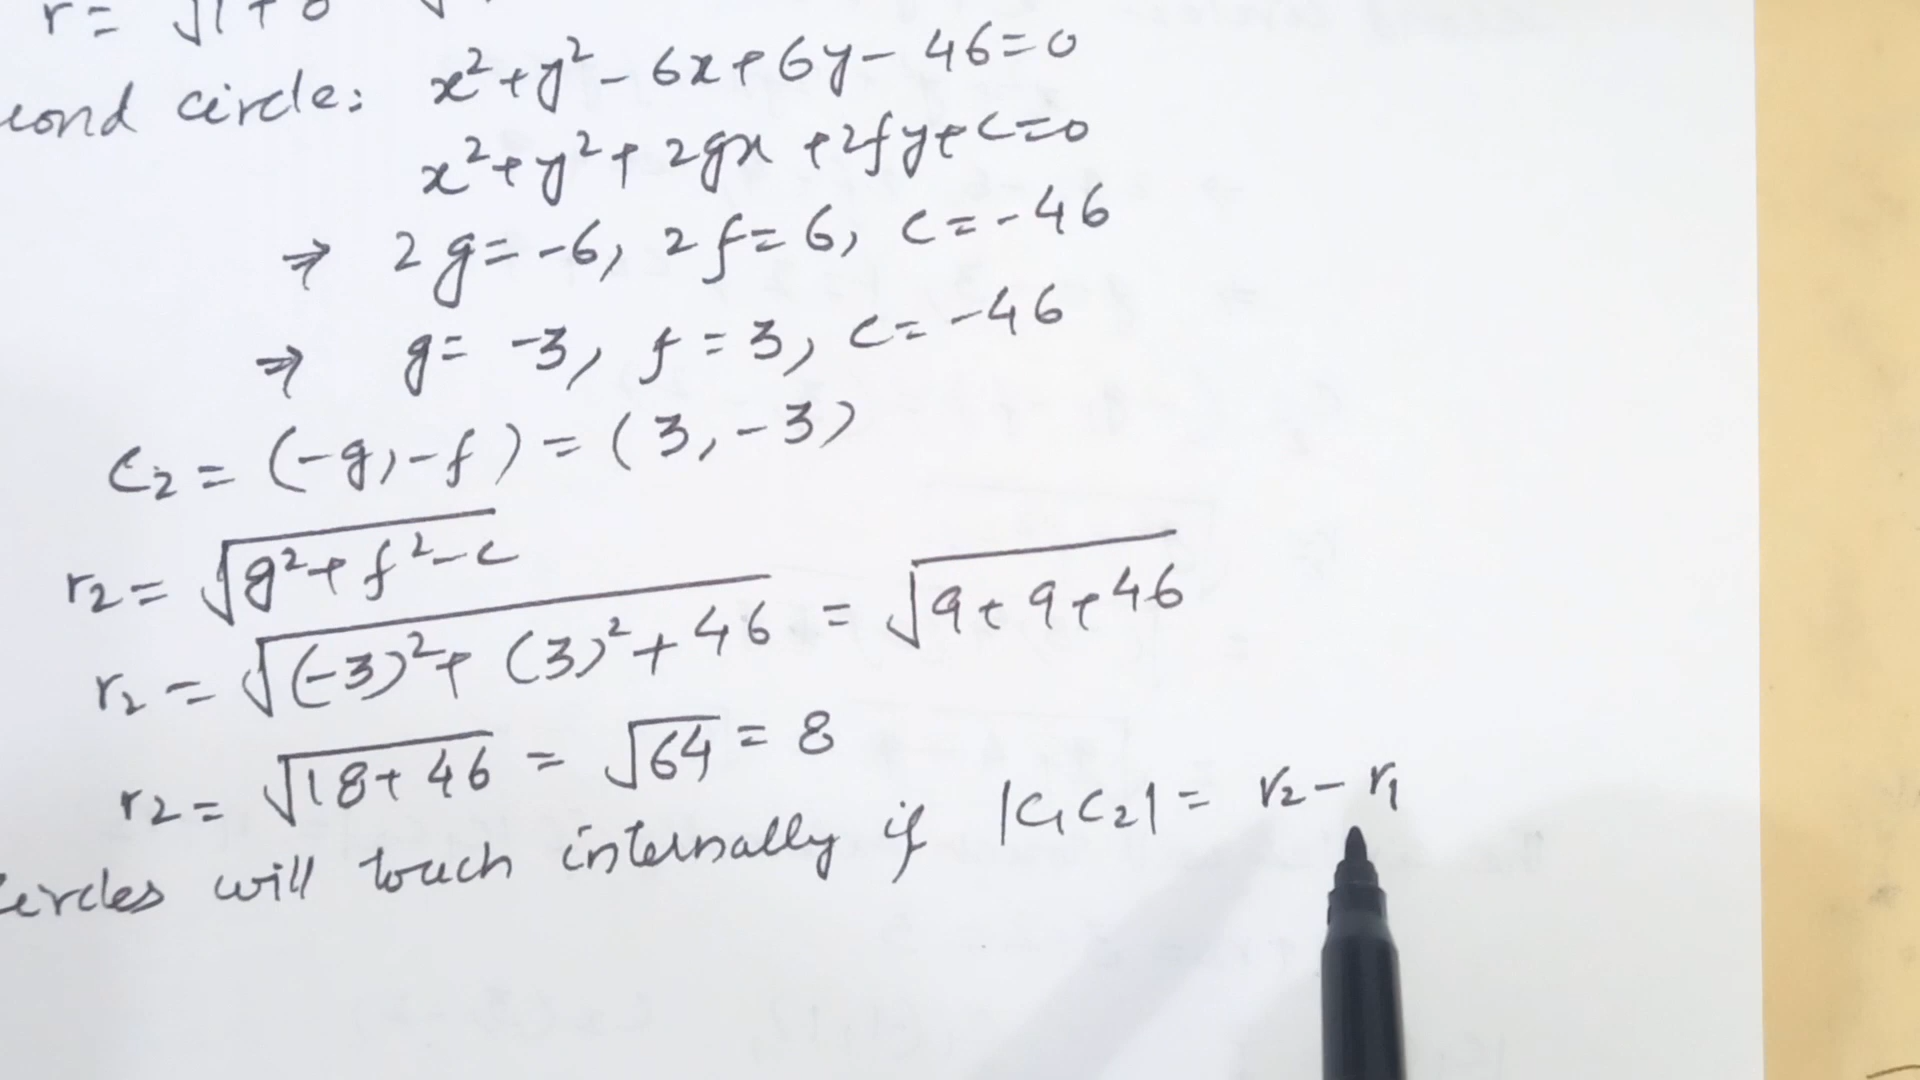 second circle: x²+y²-6x+6y-46=0
x²+y²+2gx+2fy+c=0
⇒ 2g=-6, 2f=6, c=-46
⇒ g=-3, f=3, c=-46
C₂=(-g,-f)=(3,-3)
r₂=√g²+f²-c
r₂=√(-3)²+(3)²+46=√9+9+46
r₂=√18+46=√64=8
circles will touch internally if |C₁C₂|=r₂-r₁